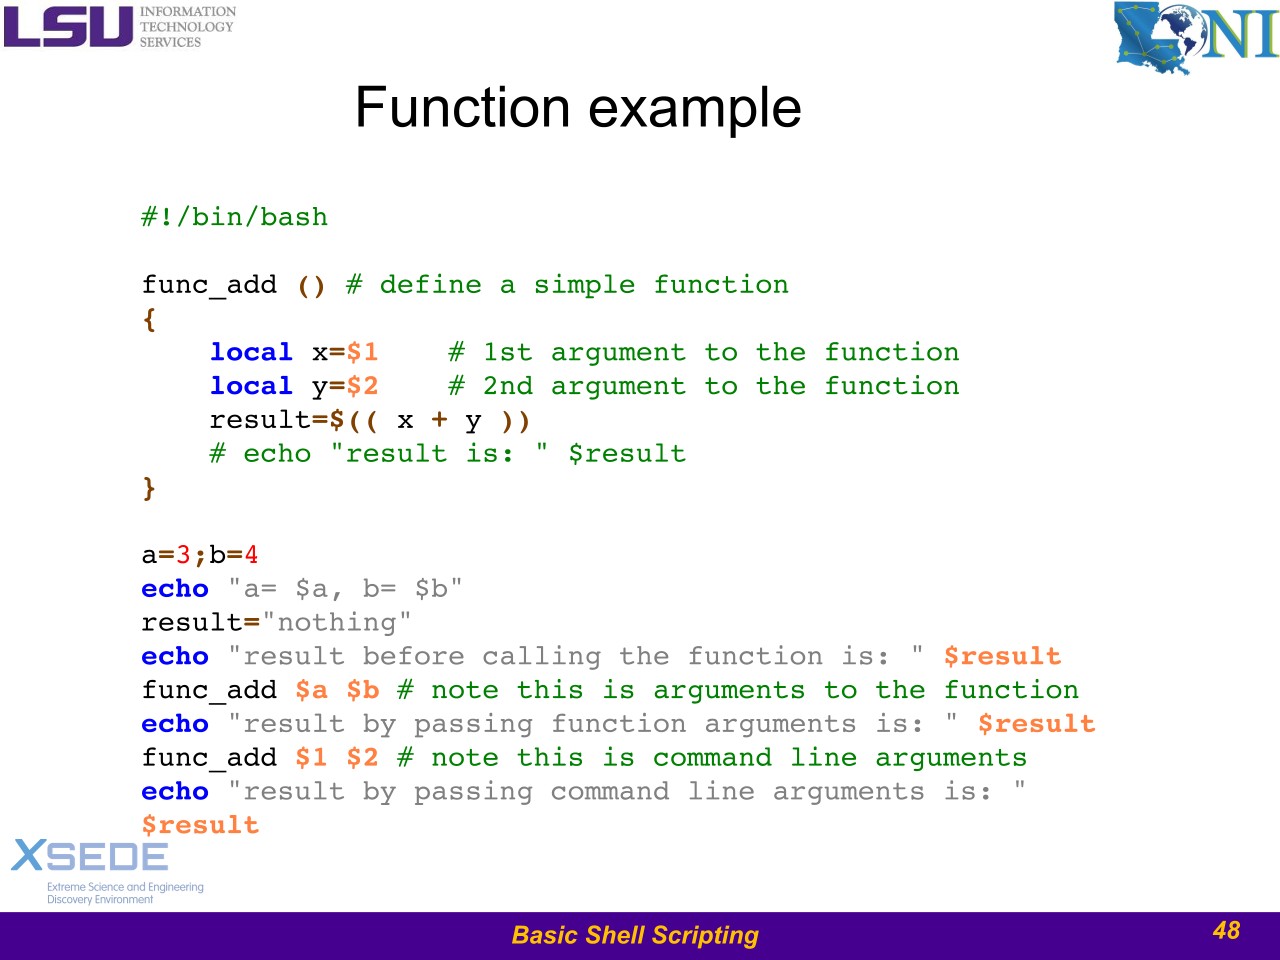 LSU INFORMATION
TECHNOLOGY
SERVICES
LONI
Function example
#!/bin/bash
func_add () # define a simple function
{
    local x=$1    # 1st argument to the function
    local y=$2    # 2nd argument to the function
    result=$(( x + y ))
    # echo "result is: " $result
}
a=3;b=4
echo "a= $a, b= $b"
result="nothing"
echo "result before calling the function is: " $result
func_add $a $b # note this is arguments to the function
echo "result by passing function arguments is: " $result
func_add $1 $2 # note this is command line arguments
echo "result by passing command line arguments is: "
$result
XSEDE
Extreme Science and Engineering
Discovery Environment
Basic Shell Scripting
48